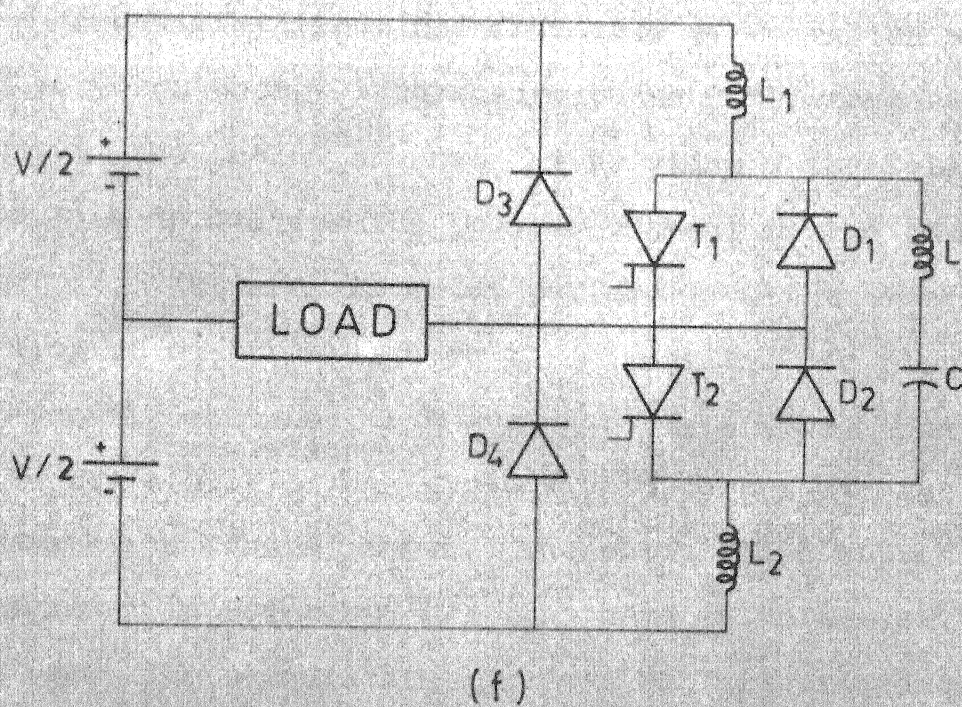 L1
+
V/2
-
D3
T1
D1
L
LOAD
T2
D2
C
+
V/2
-
D4
L2
(f)